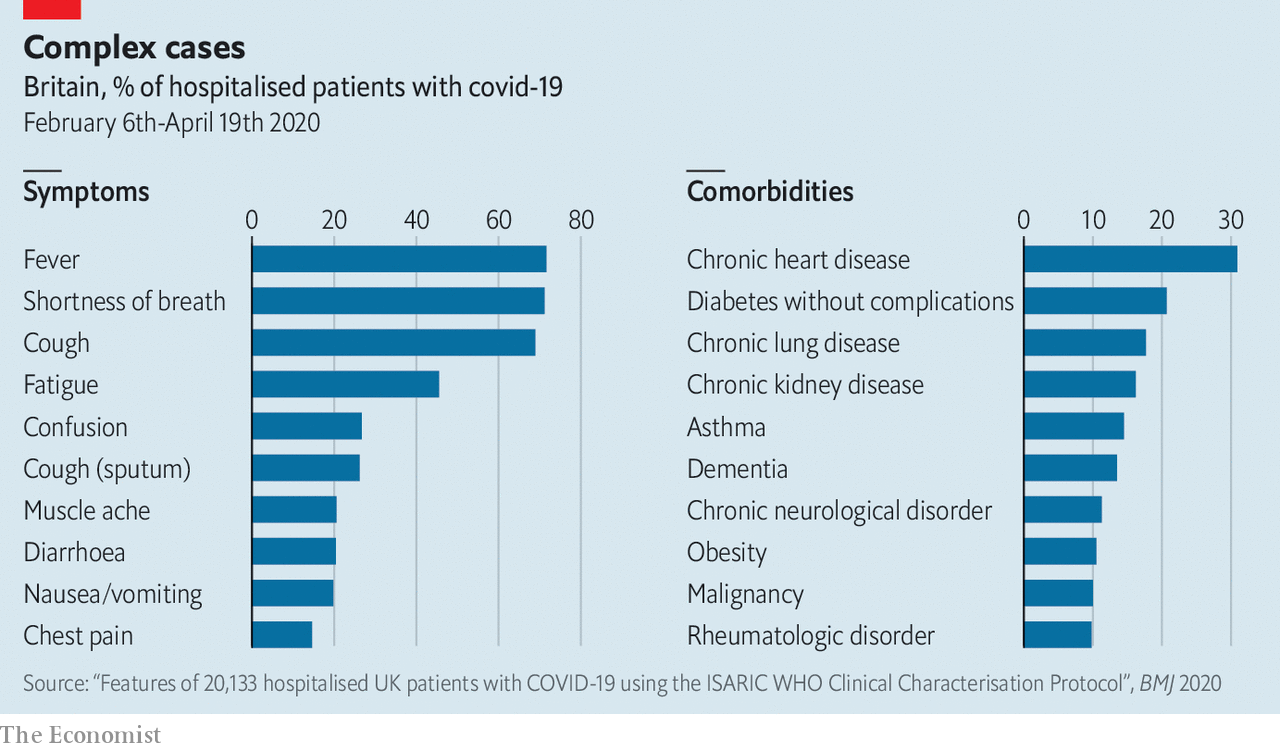 Complex cases
Britain, % of hospitalised patients with covid-19
February 6th-April 19th 2020
Symptoms
0 20 40 60 80
Fever
Shortness of breath
Cough
Fatigue
Confusion
Cough (sputum)
Muscle ache
Diarrhoea
Nausea/vomiting
Chest pain
Comorbidities
0 10 20 30
Chronic heart disease
Diabetes without complications
Chronic lung disease
Chronic kidney disease
Asthma
Dementia
Chronic neurological disorder
Obesity
Malignancy
Rheumatologic disorder
Source: “Features of 20,133 hospitalised UK patients with COVID-19 using the ISARIC WHO Clinical Characterisation Protocol”, BMJ 2020
The Economist